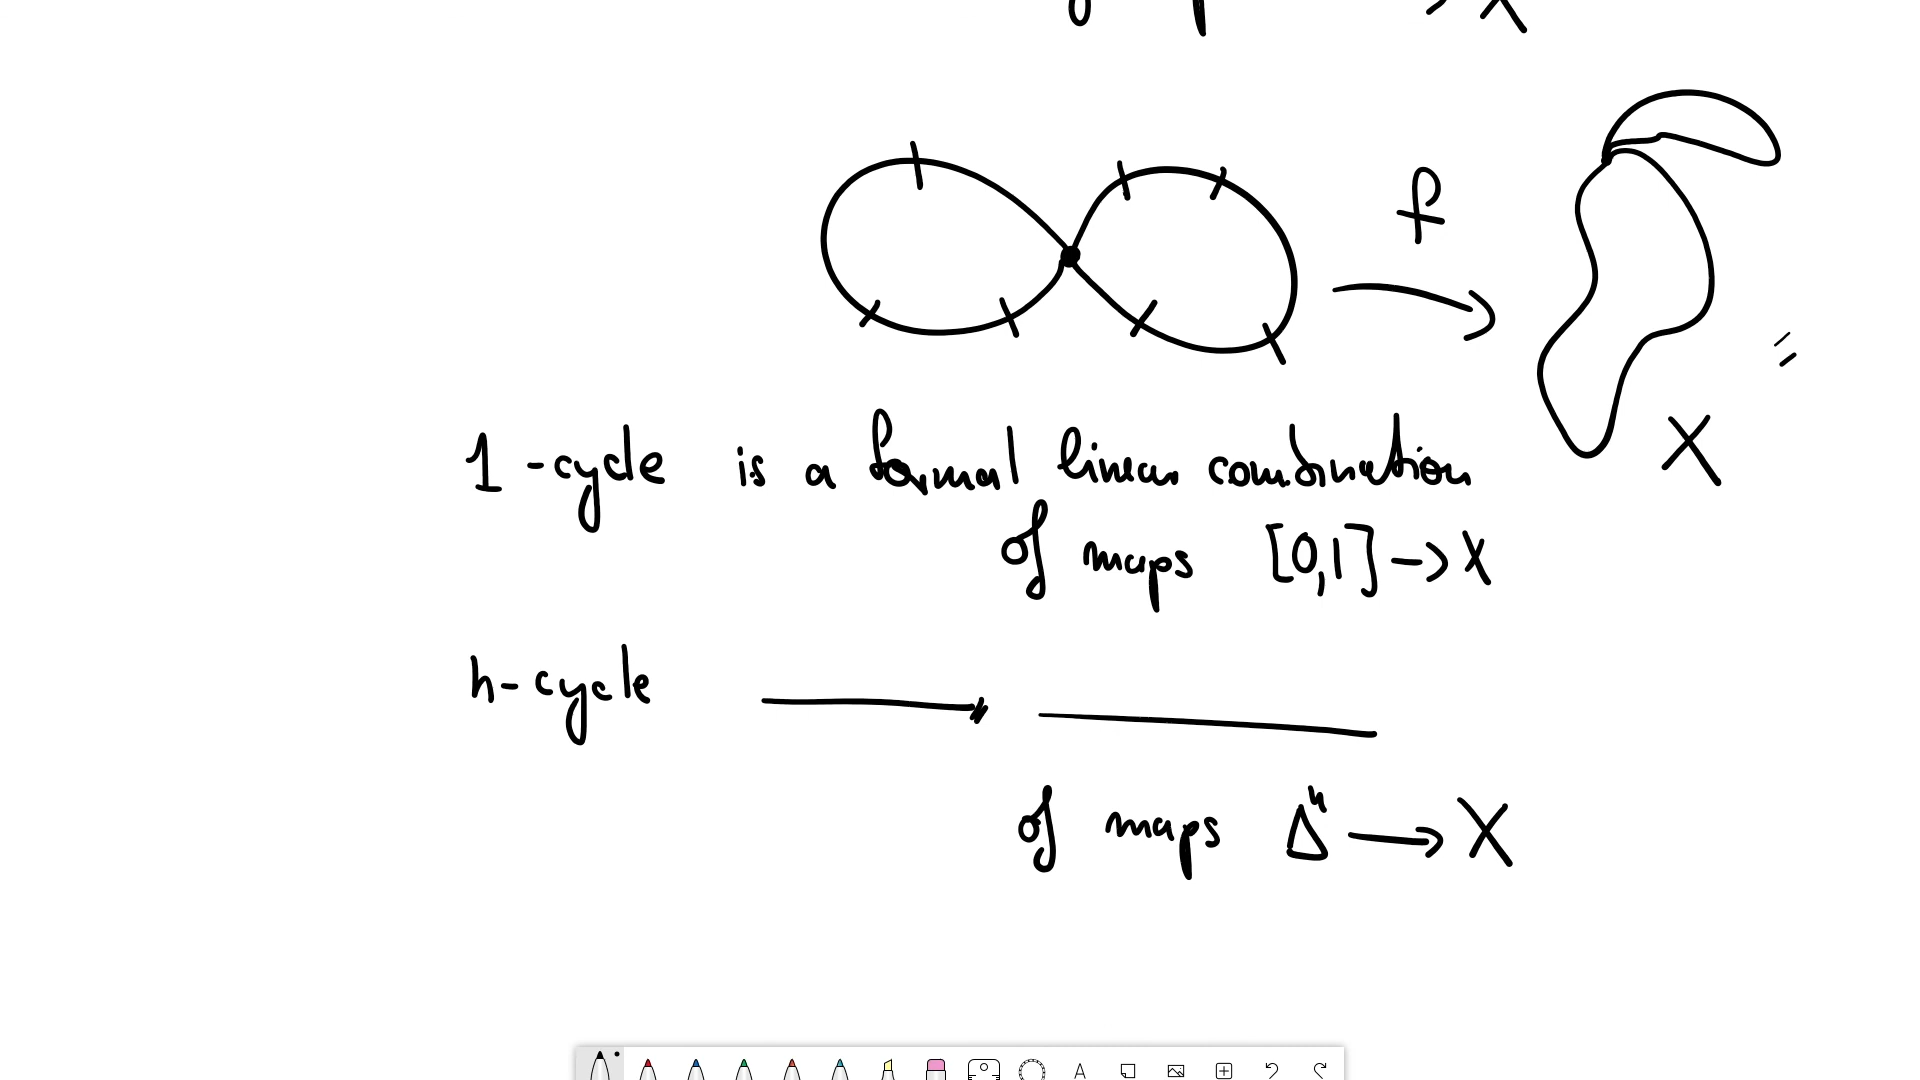 f
X
1-cycle is a formal linear combination
of maps [0,1] → X
n-cycle
of maps Δⁿ → X